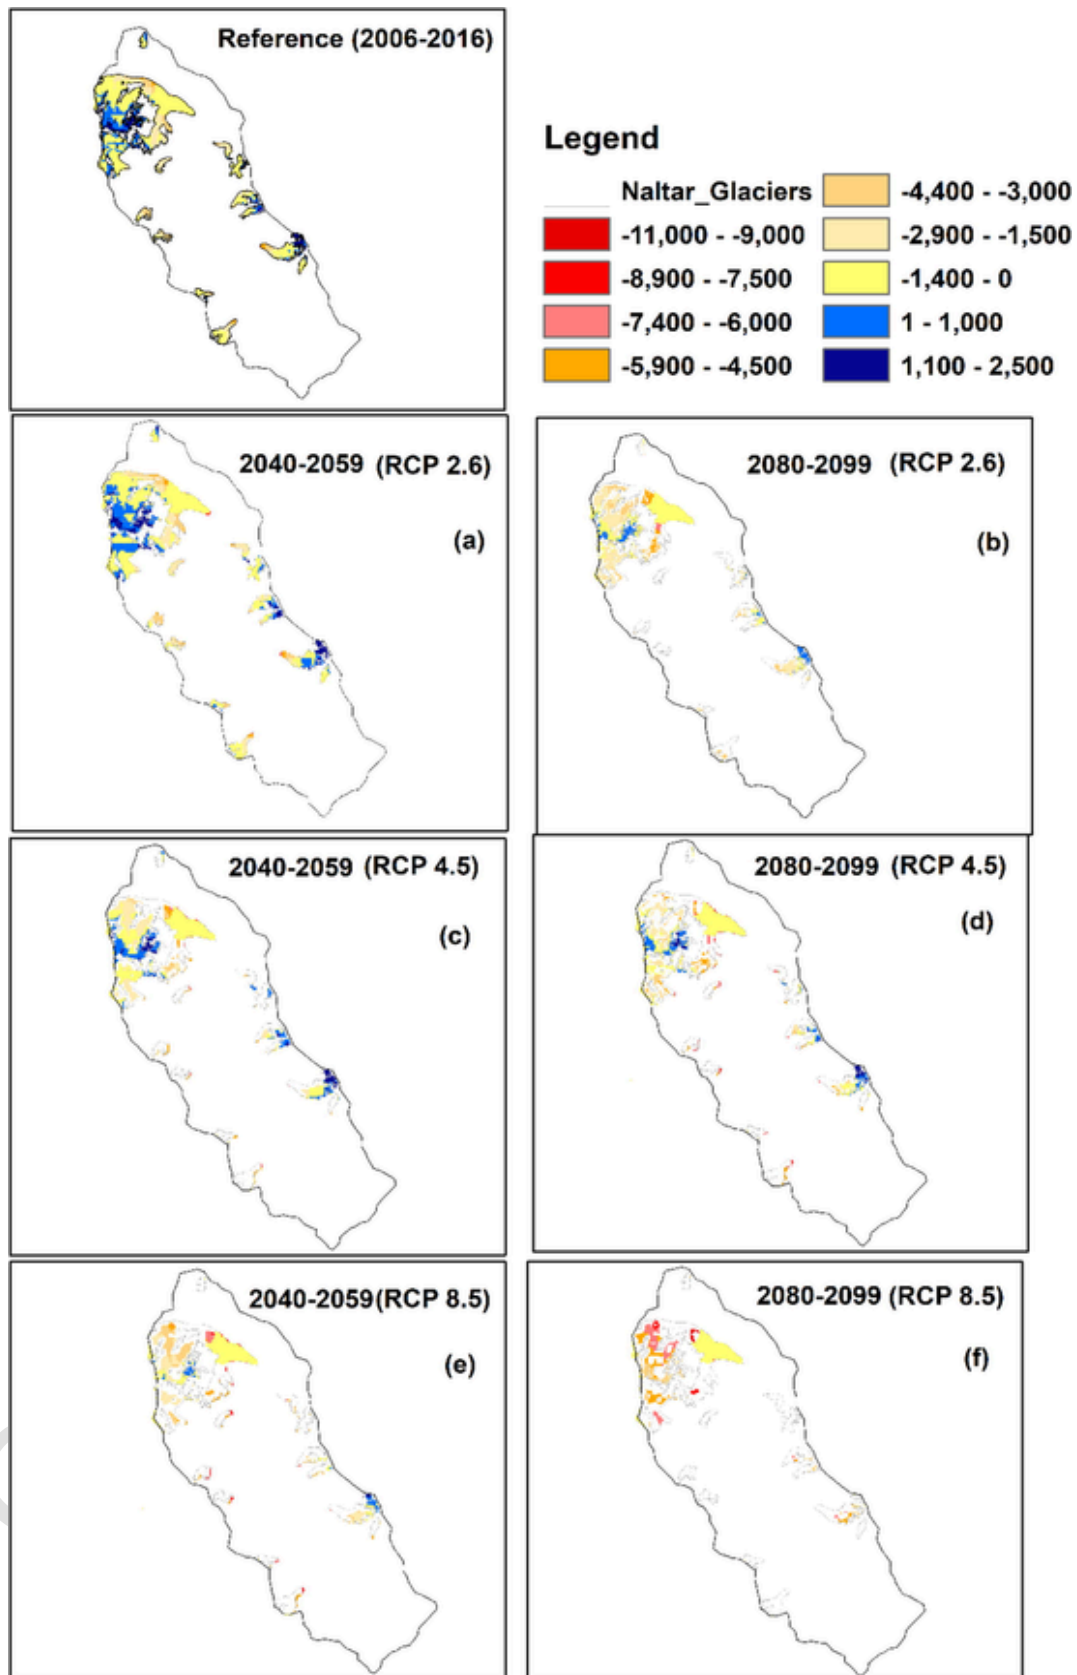 Reference (2006-2016)
Legend
Naltar_Glaciers
-11,000 - -9,000
-8,900 - -7,500
-7,400 - -6,000
-5,900 - -4,500
-4,400 - -3,000
-2,900 - -1,500
-1,400 - 0
1 - 1,000
1,100 - 2,500
2040-2059 (RCP 2.6)
(a)
2080-2099 (RCP 2.6)
(b)
2040-2059 (RCP 4.5)
(c)
2080-2099 (RCP 4.5)
(d)
2040-2059(RCP 8.5)
(e)
2080-2099 (RCP 8.5)
(f)